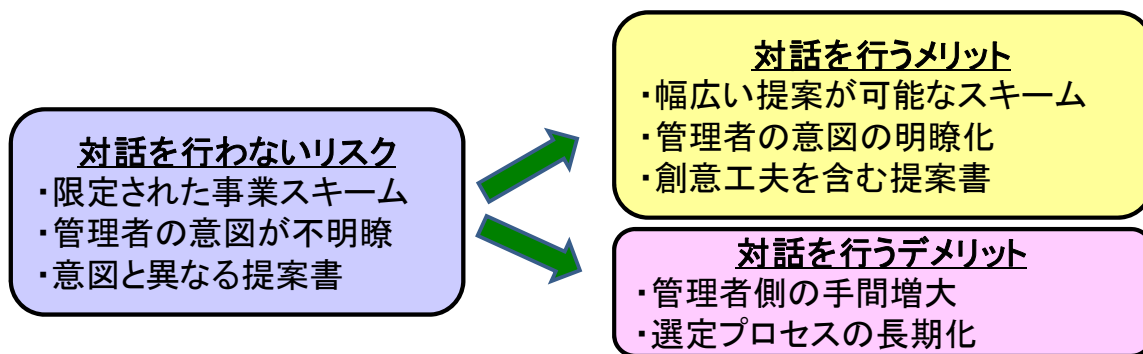 対話を行わないリスク
・限定された事業スキーム
・管理者の意図が不明瞭
・意図と異なる提案書
対話を行うメリット
・幅広い提案が可能なスキーム
・管理者の意図の明瞭化
・創意工夫を含む提案書
対話を行うデメリット
・管理者側の手間増大
・選定プロセスの長期化